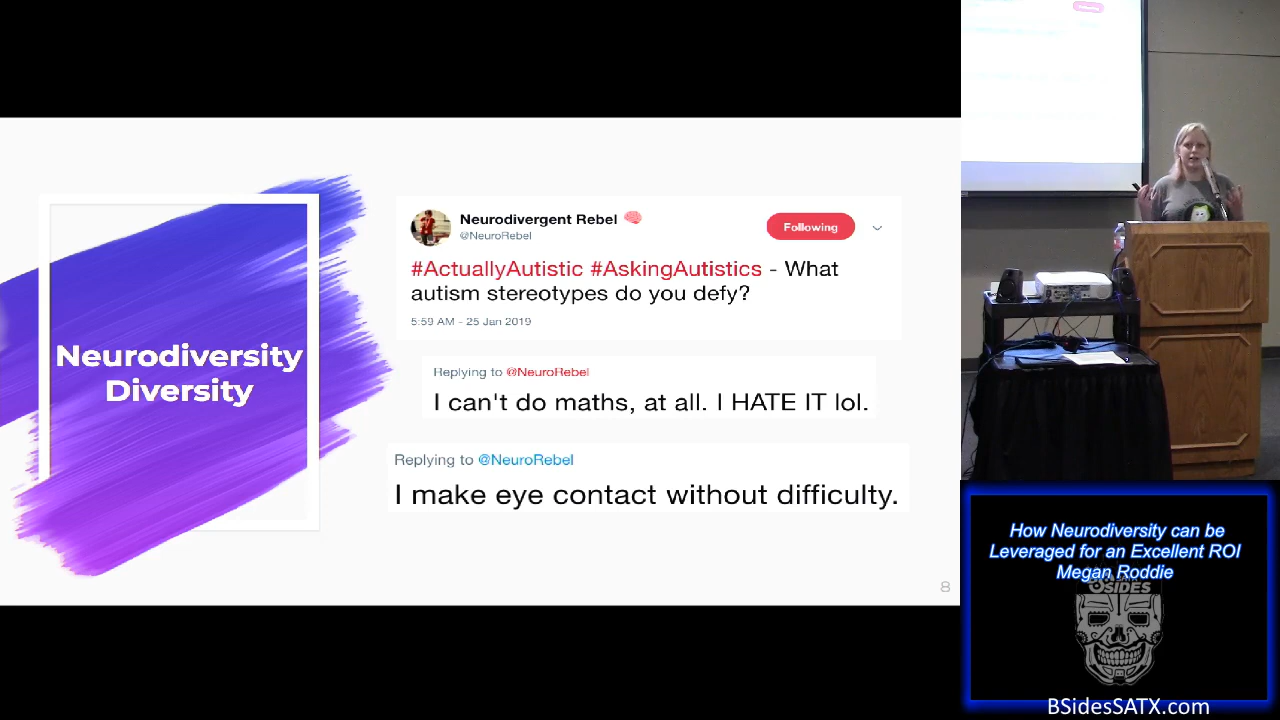 Neurodiversity
Diversity
Neurodivergent Rebel
@NeuroRebel
Following
#ActuallyAutistic #AskingAutistics - What
autism stereotypes do you defy?
5:59 AM - 25 Jan 2019
Replying to @NeuroRebel
I can't do maths, at all. I HATE IT lol.
Replying to @NeuroRebel
I make eye contact without difficulty.
8
How Neurodiversity can be
Leveraged for an Excellent ROI
Megan Roddie
BSIDES
BSidesSATX.com